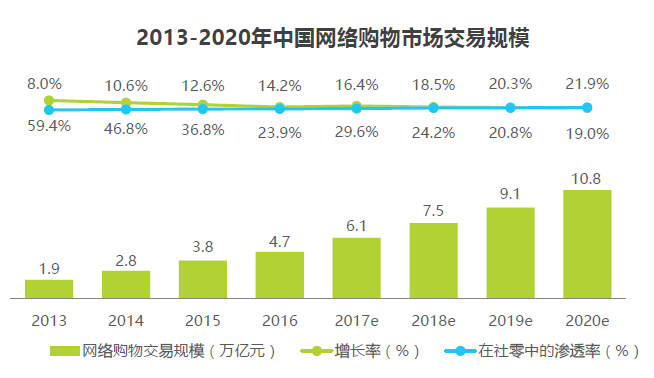 2013-2020年中国网络购物市场交易规模
8.0% 10.6% 12.6% 14.2% 16.4% 18.5% 20.3% 21.9%
59.4% 46.8% 36.8% 23.9% 29.6% 24.2% 20.8% 19.0%
1.9 2.8 3.8 4.7 6.1 7.5 9.1 10.8
2013 2014 2015 2016 2017e 2018e 2019e 2020e
网络购物交易规模（万亿元） 增长率（%） 在社零中的渗透率（%）